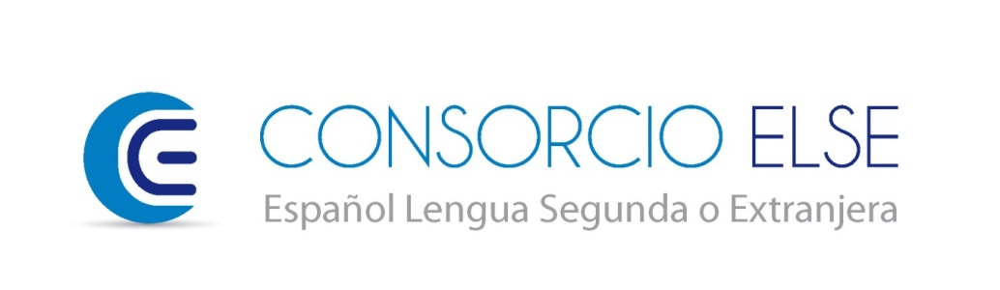 CONSORCIO ELSE
Español Lengua Segunda o Extranjera